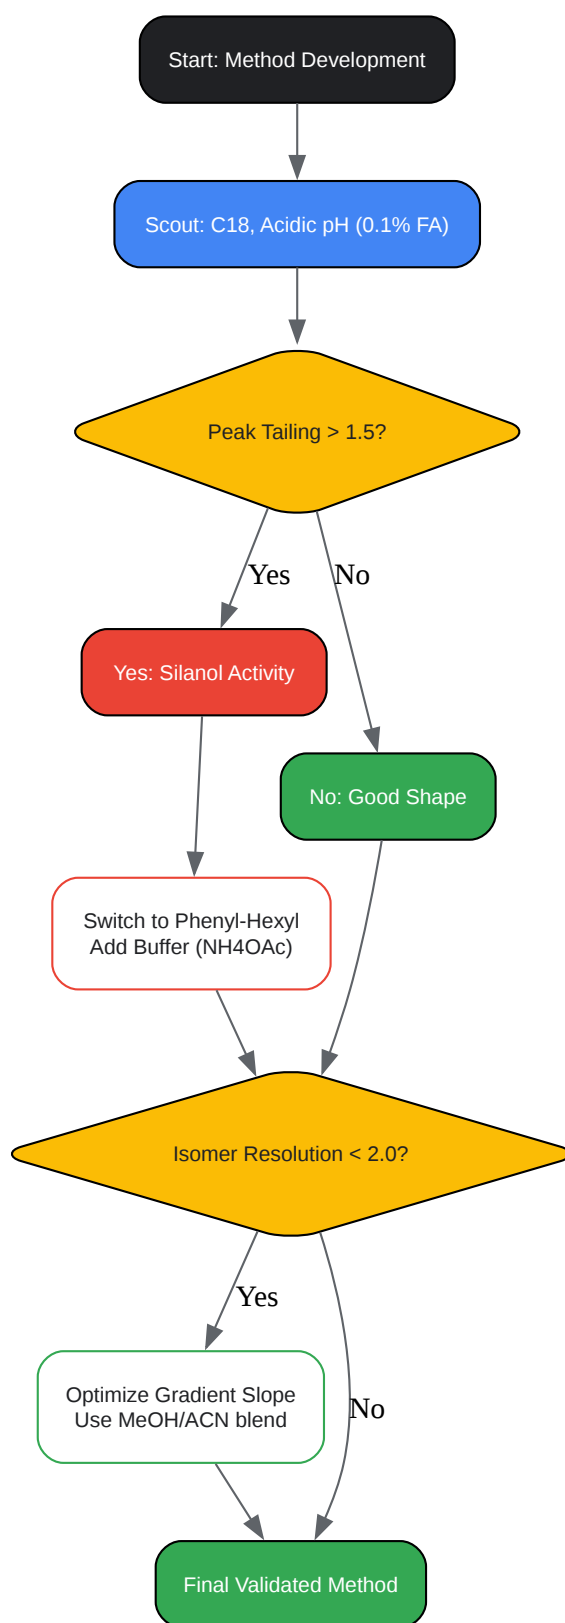 Start: Method Development
Scout: C18, Acidic pH (0.1% FA)
Peak Tailing > 1.5?
Yes
No
Yes: Silanol Activity
No: Good Shape
Switch to Phenyl-Hexyl
Add Buffer (NH4OAc)
Isomer Resolution < 2.0?
Yes
Optimize Gradient Slope
Use MeOH/ACN blend
No
Final Validated Method